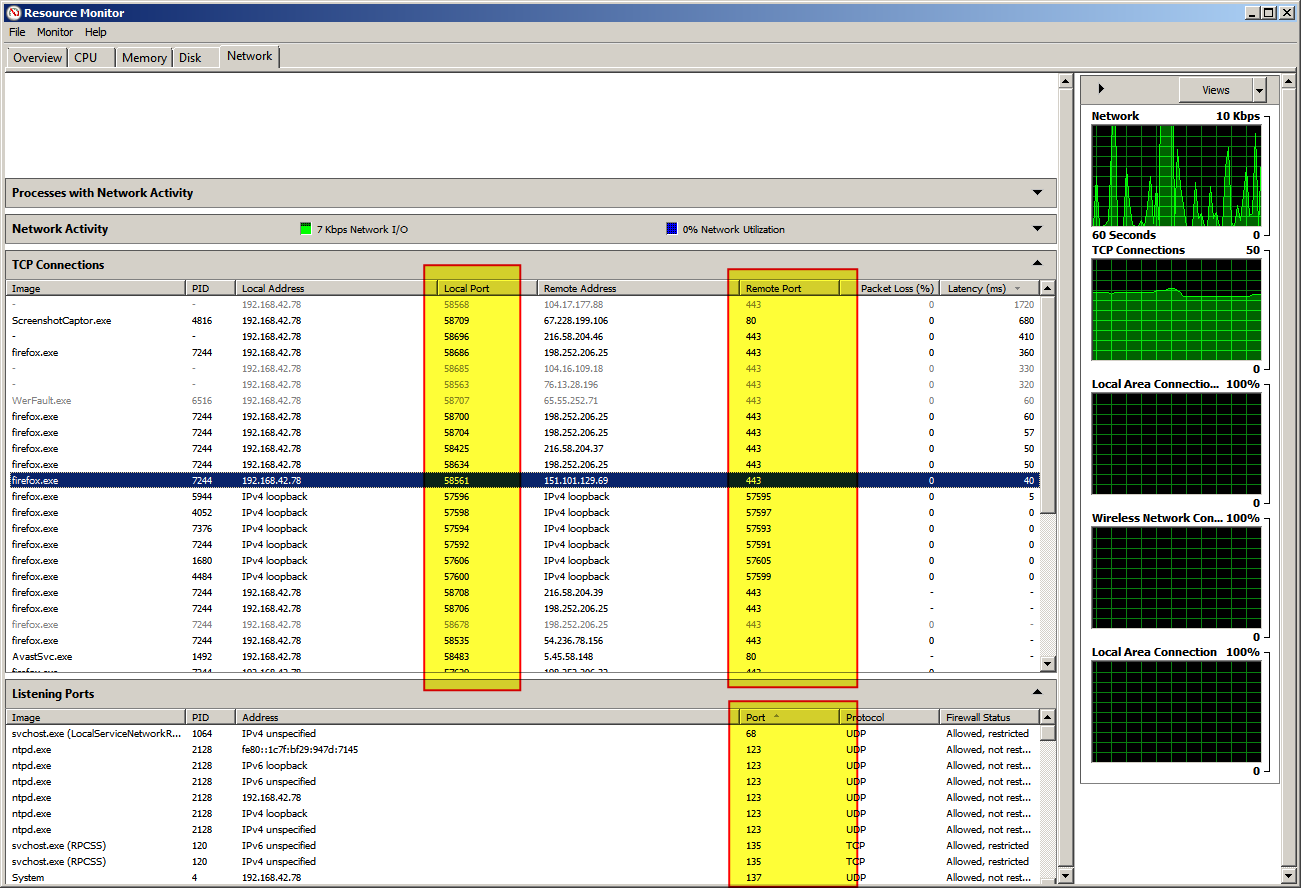 Resource Monitor
File Monitor Help
Overview CPU Memory Disk Network
Processes with Network Activity
Network Activity 7 Kbps Network I/O 0% Network Utilization
TCP Connections
Image PID Local Address Local Port Remote Address Remote Port Packet Loss (%) Latency (ms)
- - 192.168.42.78 58568 104.17.177.88 443 0 1720
ScreenshotCaptor.exe 4816 192.168.42.78 58709 67.228.199.106 80 0 680
- - 192.168.42.78 58696 216.58.204.46 443 0 410
firefox.exe 7244 192.168.42.78 58686 198.252.206.25 443 0 360
- - 192.168.42.78 58685 104.16.109.18 443 0 330
- - 192.168.42.78 58563 76.13.28.196 443 0 320
WerFault.exe 6516 192.168.42.78 58707 65.55.252.71 443 0 60
firefox.exe 7244 192.168.42.78 58700 198.252.206.25 443 0 60
firefox.exe 7244 192.168.42.78 58704 198.252.206.25 443 0 57
firefox.exe 7244 192.168.42.78 58425 216.58.204.37 443 0 50
firefox.exe 7244 192.168.42.78 58634 198.252.206.25 443 0 50
firefox.exe 7244 192.168.42.78 58561 151.101.129.69 443 0 40
firefox.exe 5944 IPv4 loopback 57596 IPv4 loopback 57595 0 5
firefox.exe 4052 IPv4 loopback 57598 IPv4 loopback 57597 0 0
firefox.exe 7376 IPv4 loopback 57594 IPv4 loopback 57593 0 0
firefox.exe 7244 IPv4 loopback 57592 IPv4 loopback 57591 0 0
firefox.exe 1680 IPv4 loopback 57606 IPv4 loopback 57605 0 0
firefox.exe 4484 IPv4 loopback 57600 IPv4 loopback 57599 0 0
firefox.exe 7244 192.168.42.78 58708 216.58.204.39 443 - -
firefox.exe 7244 192.168.42.78 58706 198.252.206.25 443 - -
firefox.exe 7244 192.168.42.78 58678 198.252.206.25 443 - -
firefox.exe 7244 192.168.42.78 58535 54.236.78.156 443 - -
AvastSvc.exe 1492 192.168.42.78 58483 5.45.58.148 80 - -
Listening Ports
Image PID Address Port Protocol Firewall Status
svchost.exe (LocalServiceNetworkR... 1064 IPv4 unspecified 68 UDP Allowed, restricted
ntpd.exe 2128 fe80::1c7f:bf29:947d:7145 123 UDP Allowed, not rest...
ntpd.exe 2128 IPv6 loopback 123 UDP Allowed, not rest...
ntpd.exe 2128 IPv6 unspecified 123 UDP Allowed, not rest...
ntpd.exe 2128 192.168.42.78 123 UDP Allowed, not rest...
ntpd.exe 2128 IPv4 loopback 123 UDP Allowed, not rest...
ntpd.exe 2128 IPv4 unspecified 123 UDP Allowed, not rest...
svchost.exe (RPCSS) 120 IPv6 unspecified 135 TCP Allowed, restricted
svchost.exe (RPCSS) 120 IPv4 unspecified 135 TCP Allowed, restricted
System 4 192.168.42.78 137 UDP Allowed, not rest...
Views
Network 10 Kbps
60 Seconds 0
TCP Connections 50
0
Local Area Connectio... 100%
0
Wireless Network Con... 100%
0
Local Area Connection 100%
0